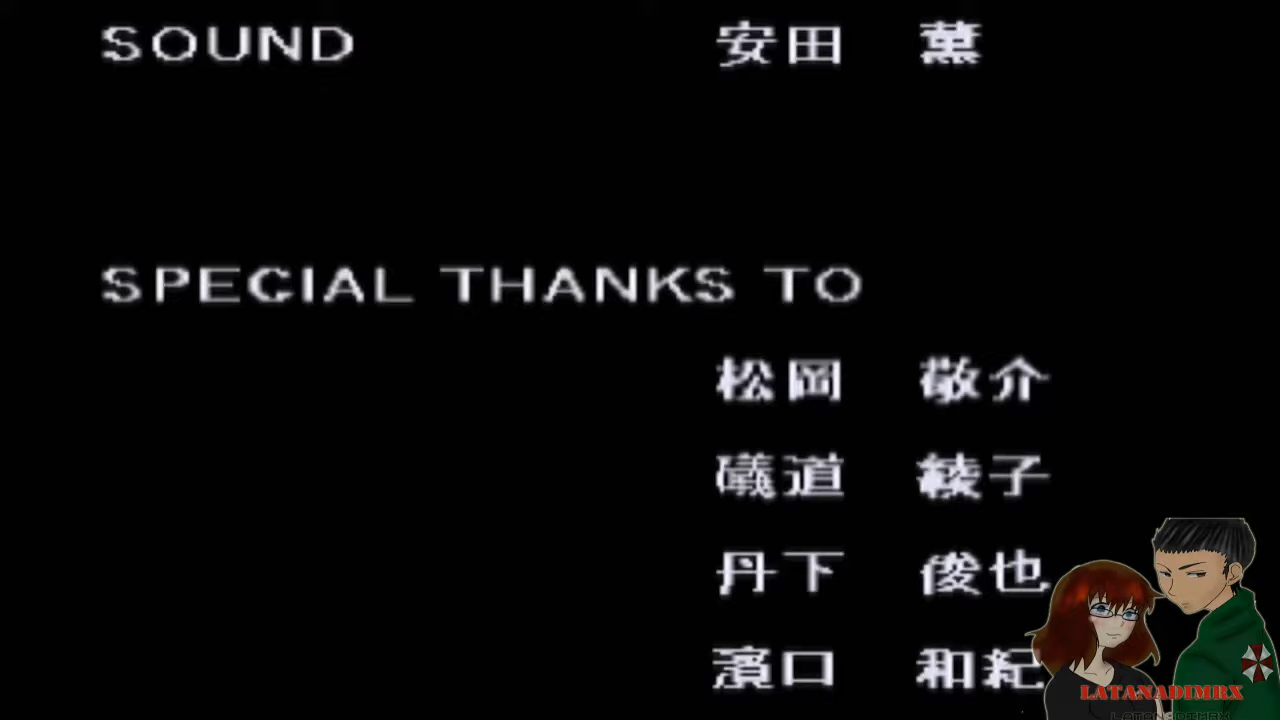 SOUND 安田 薫
SPECIAL THANKS TO
松岡 敬介
礒道 綾子
丹下 俊也
濱口 和紀
LATANADIMRX
LATANADIMRX